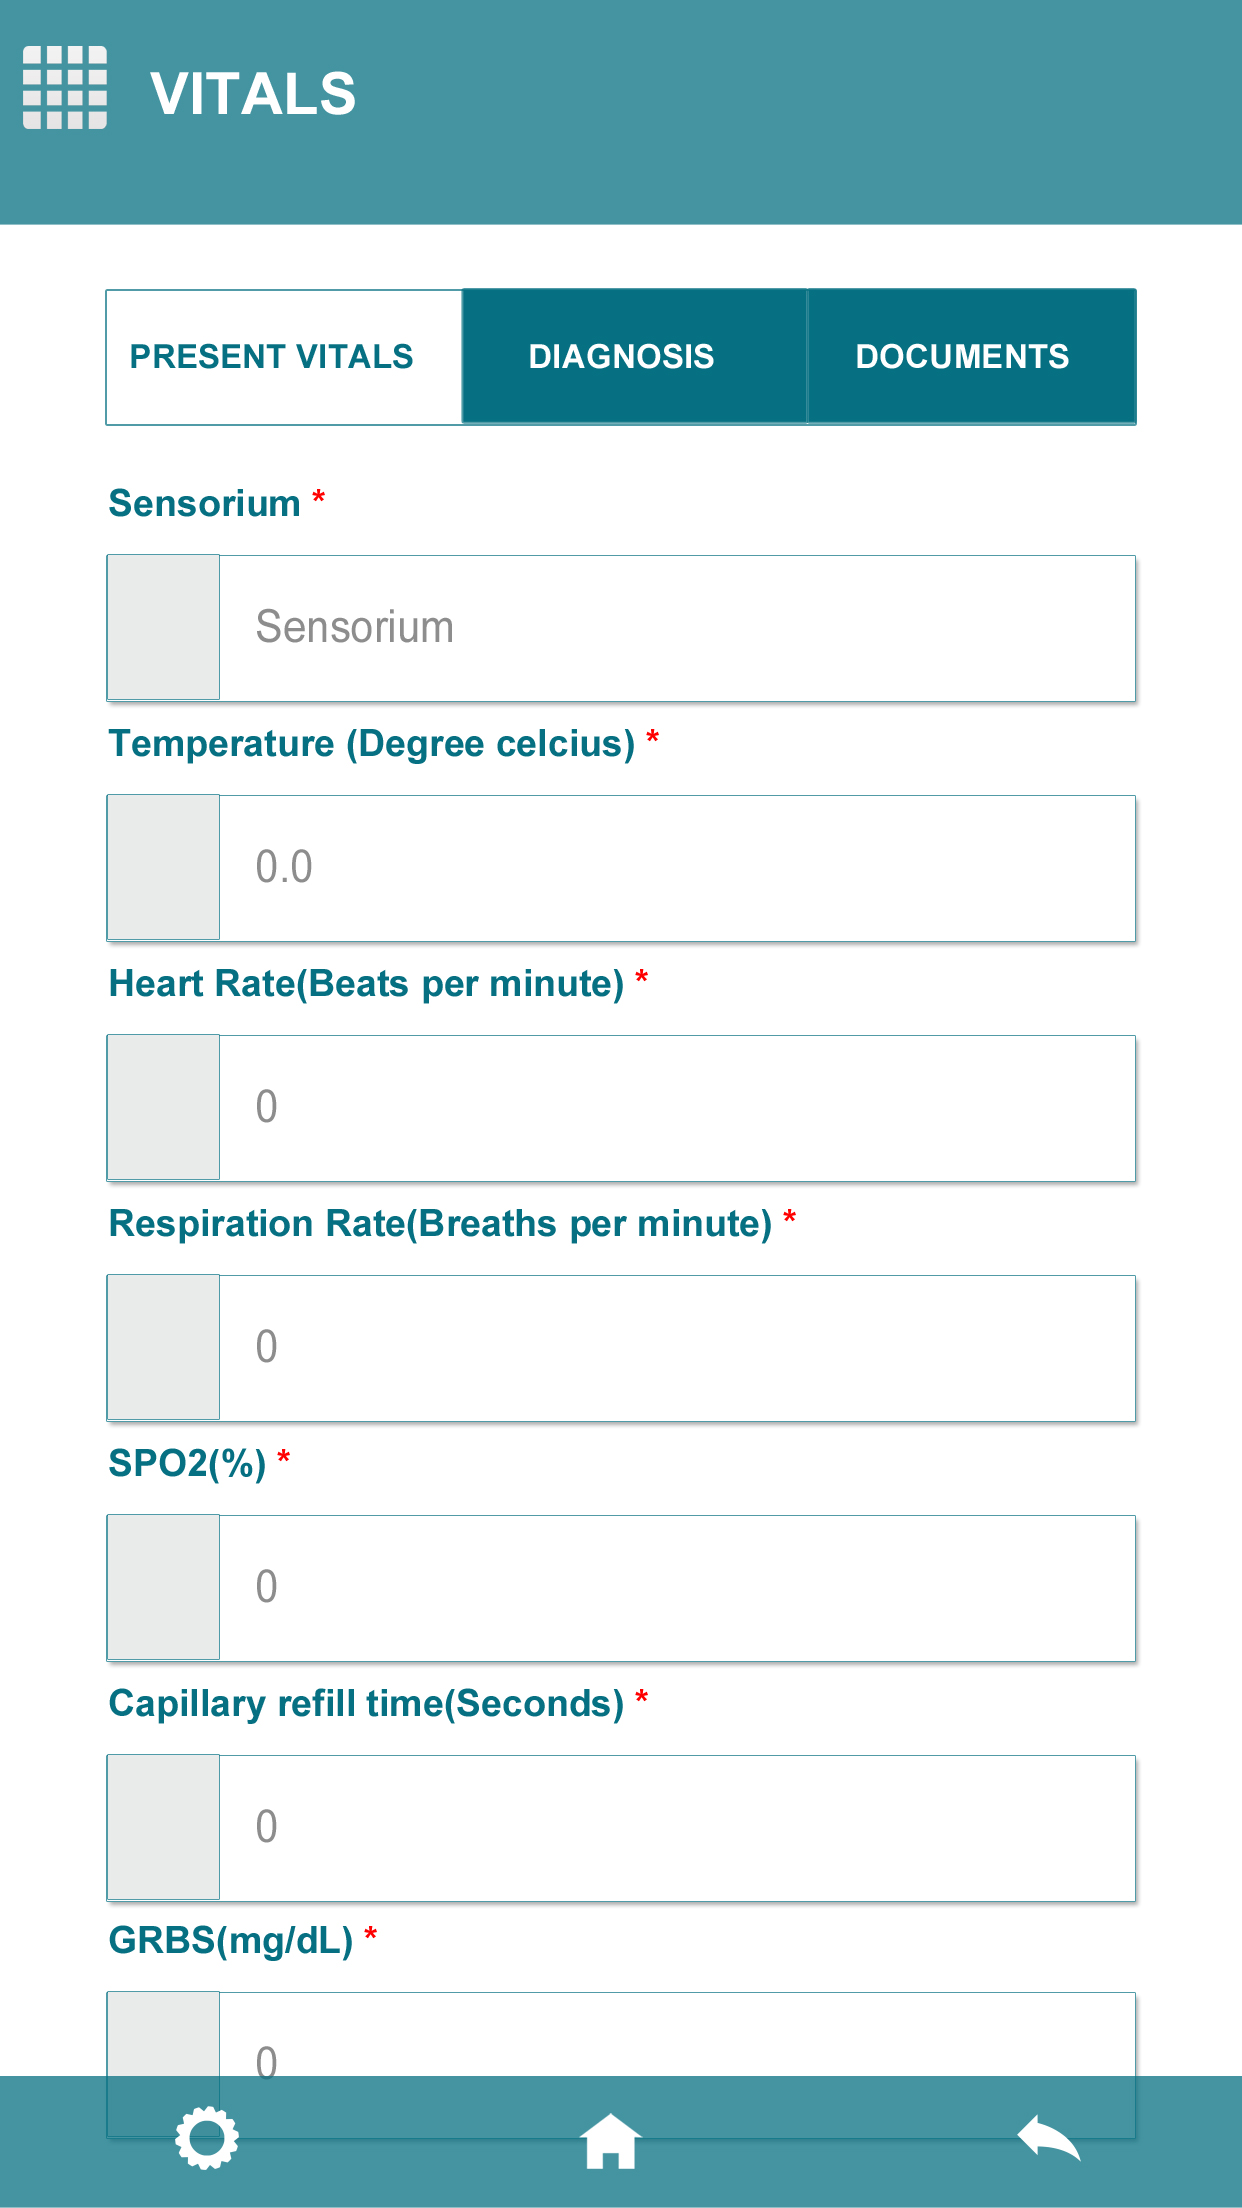 VITALS
PRESENT VITALS DIAGNOSIS DOCUMENTS
Sensorium *
Sensorium
Temperature (Degree celcius) *
0.0
Heart Rate(Beats per minute) *
0
Respiration Rate(Breaths per minute) *
0
SPO2(%) *
0
Capillary refill time(Seconds) *
0
GRBS(mg/dL) *
0